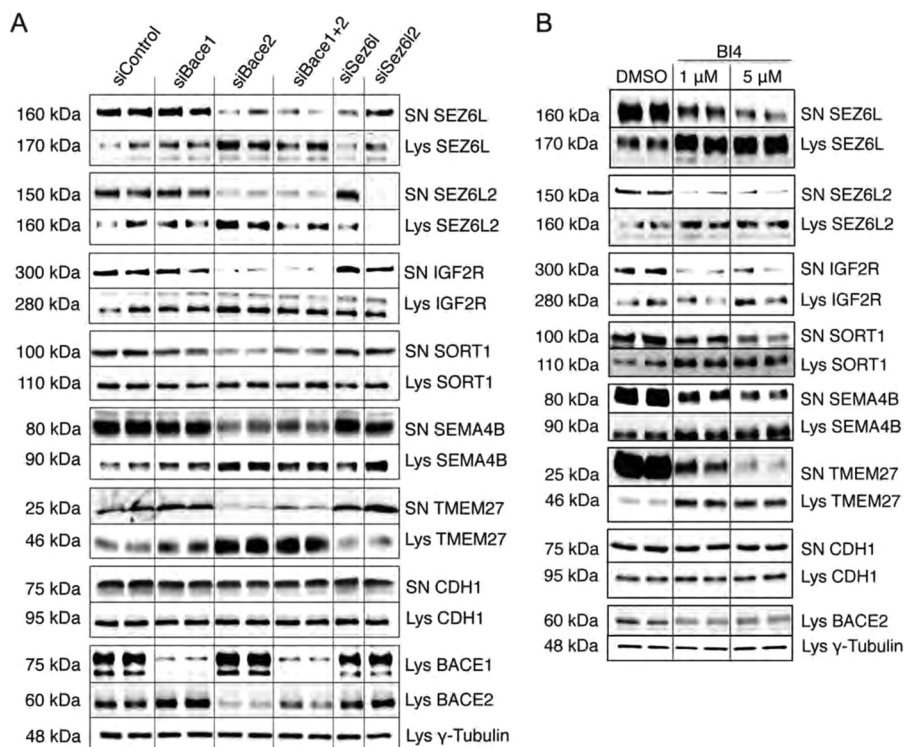 A
siControl
siBace1
siBace2
siBace1+2
siSez6l
siSez6l2
160 kDa SN SEZ6L
170 kDa Lys SEZ6L
150 kDa SN SEZ6L2
160 kDa Lys SEZ6L2
300 kDa SN IGF2R
280 kDa Lys IGF2R
100 kDa SN SORT1
110 kDa Lys SORT1
80 kDa SN SEMA4B
90 kDa Lys SEMA4B
25 kDa SN TMEM27
46 kDa Lys TMEM27
75 kDa SN CDH1
95 kDa Lys CDH1
75 kDa Lys BACE1
60 kDa Lys BACE2
48 kDa Lys γ-Tubulin
B
BI4
DMSO 1 µM 5 µM
160 kDa SN SEZ6L
170 kDa Lys SEZ6L
150 kDa SN SEZ6L2
160 kDa Lys SEZ6L2
300 kDa SN IGF2R
280 kDa Lys IGF2R
100 kDa SN SORT1
110 kDa Lys SORT1
80 kDa SN SEMA4B
90 kDa Lys SEMA4B
25 kDa SN TMEM27
46 kDa Lys TMEM27
75 kDa SN CDH1
95 kDa Lys CDH1
60 kDa Lys BACE2
48 kDa Lys γ-Tubulin